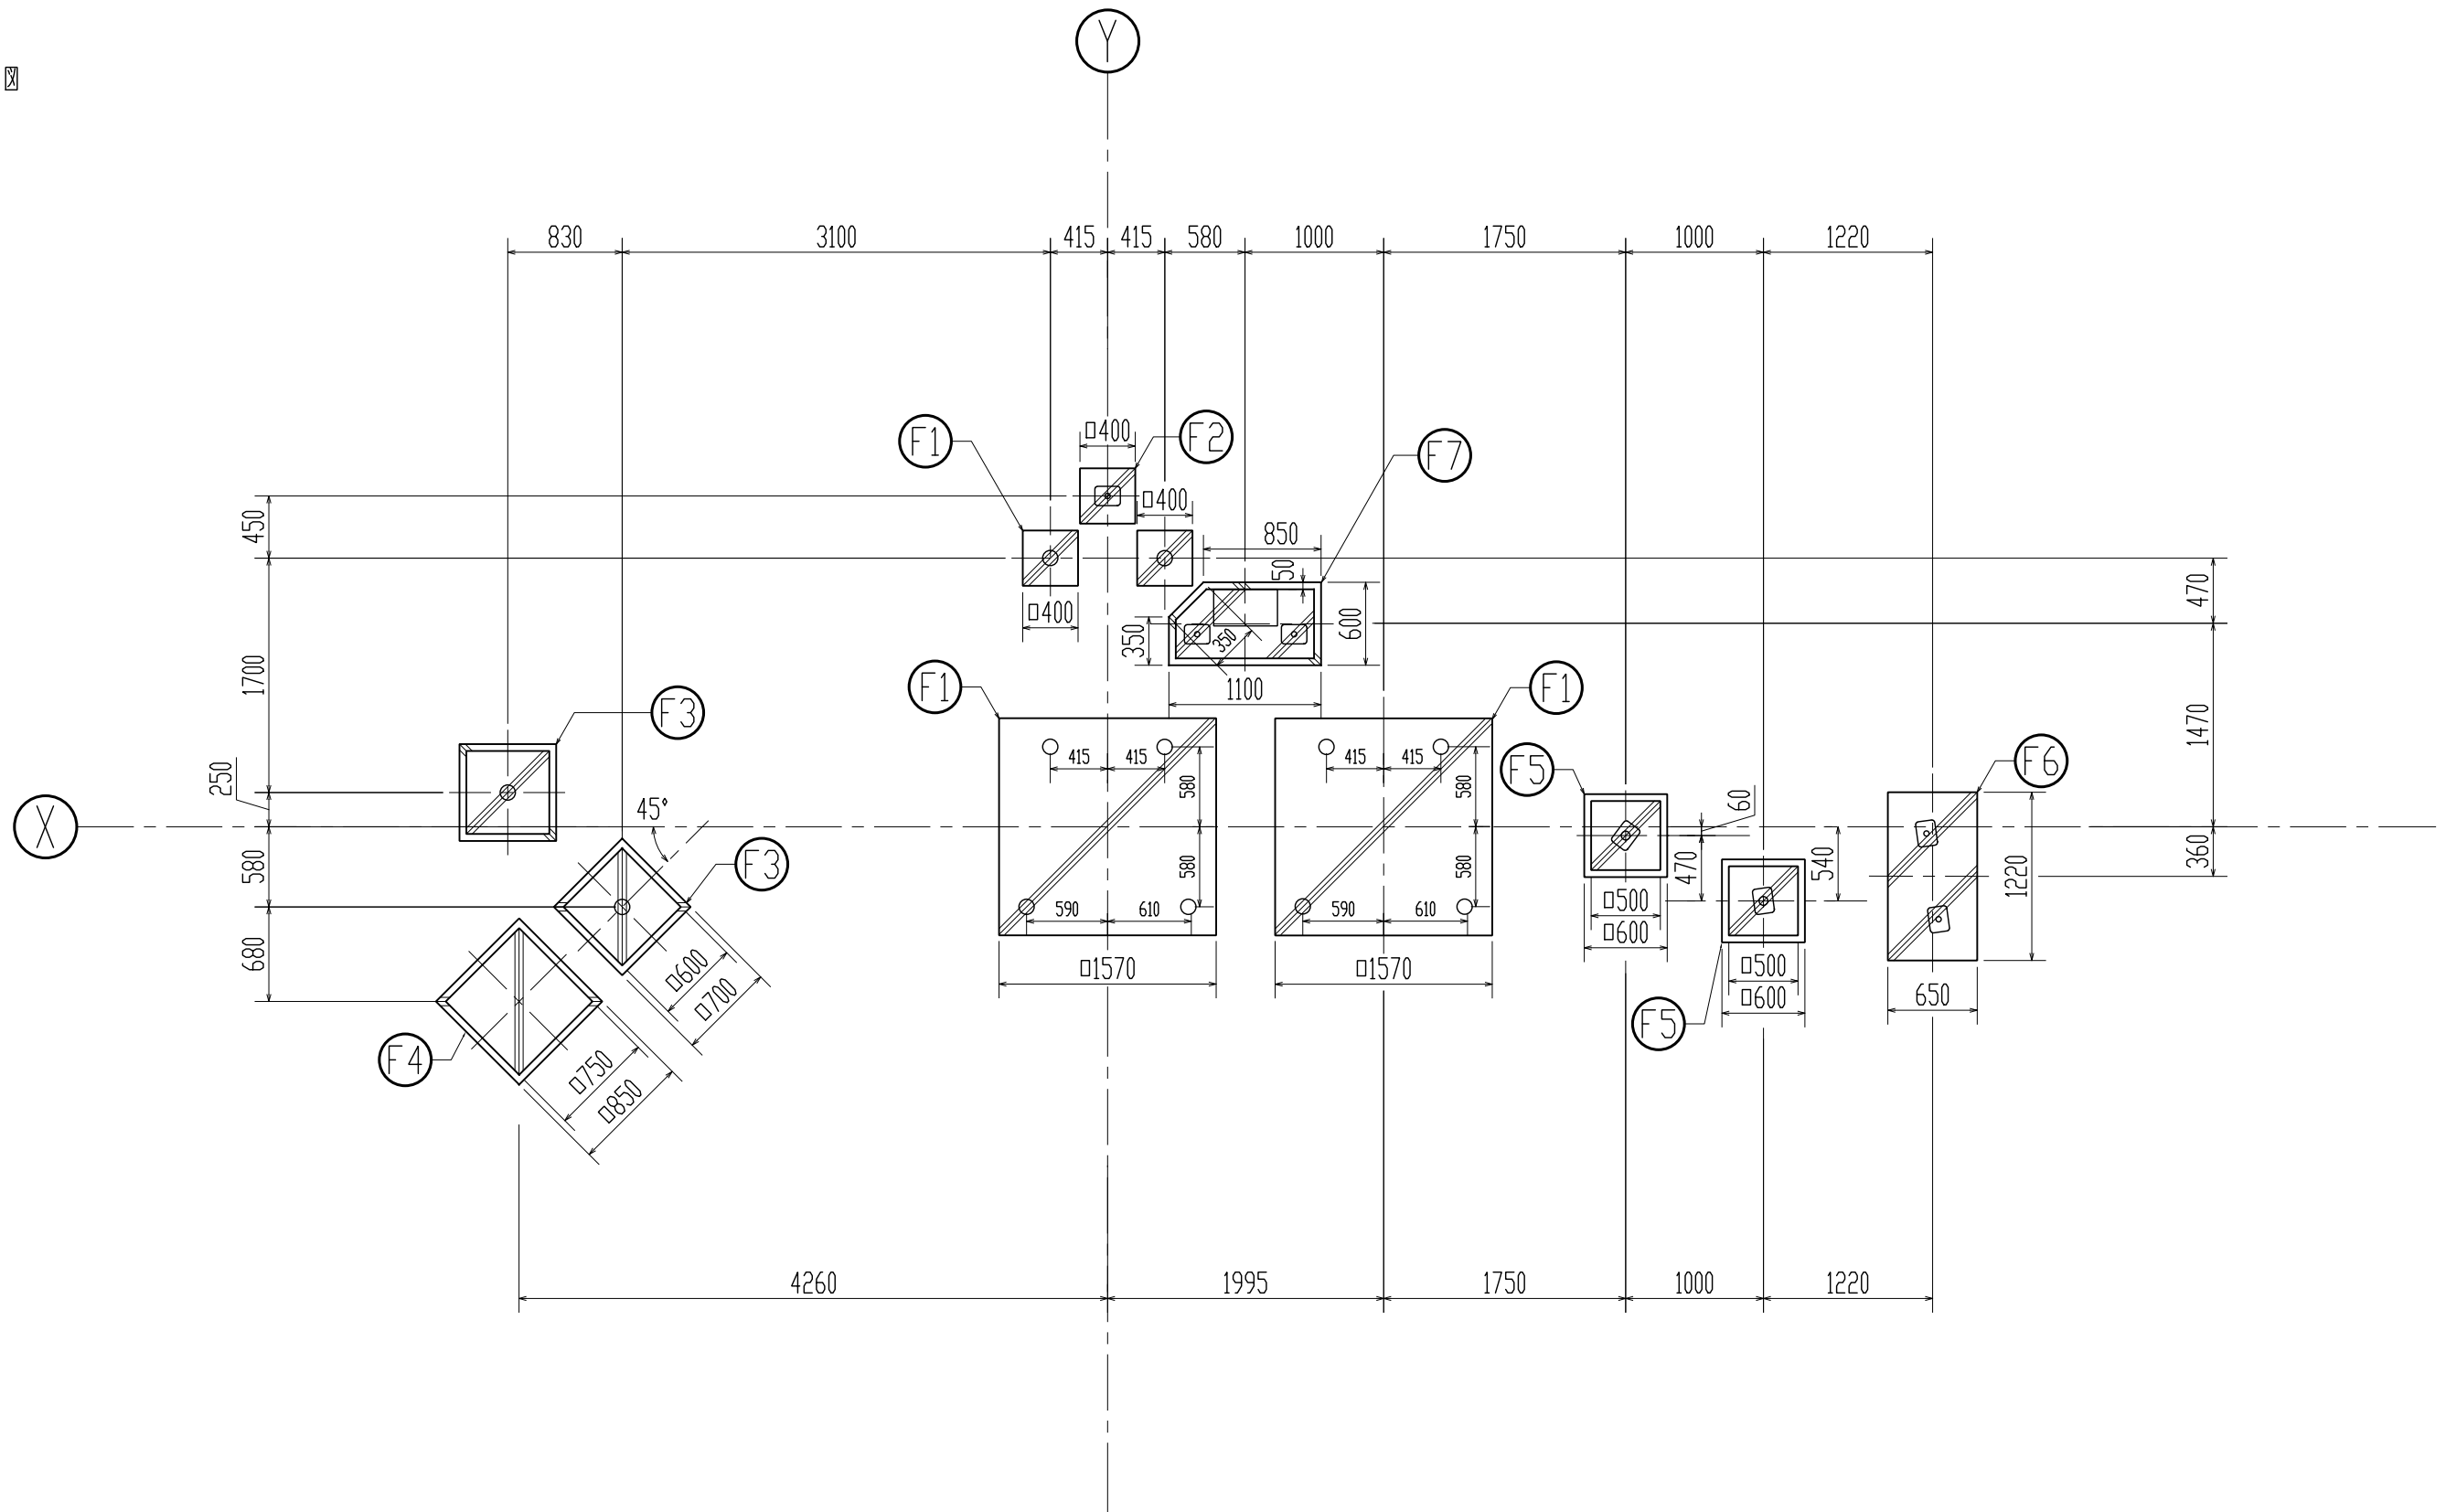 Y
図
830 3100 415 415 580 1000 1750 1000 1220
F1 □400 F2 F7
□400
450 850
50 470
□400 600
350 350
1700 1100 1470
F1 F1
F3
415 415 415 415 F5 F6
250 580 580 60
X 45°
F3 540 360
580 580 580 470 1220
590 610 590 610 □500
□600
680 □600 □1570 □1570 □500
□700 □600 650
F5
F4 □750
□850
4260 1995 1750 1000 1220